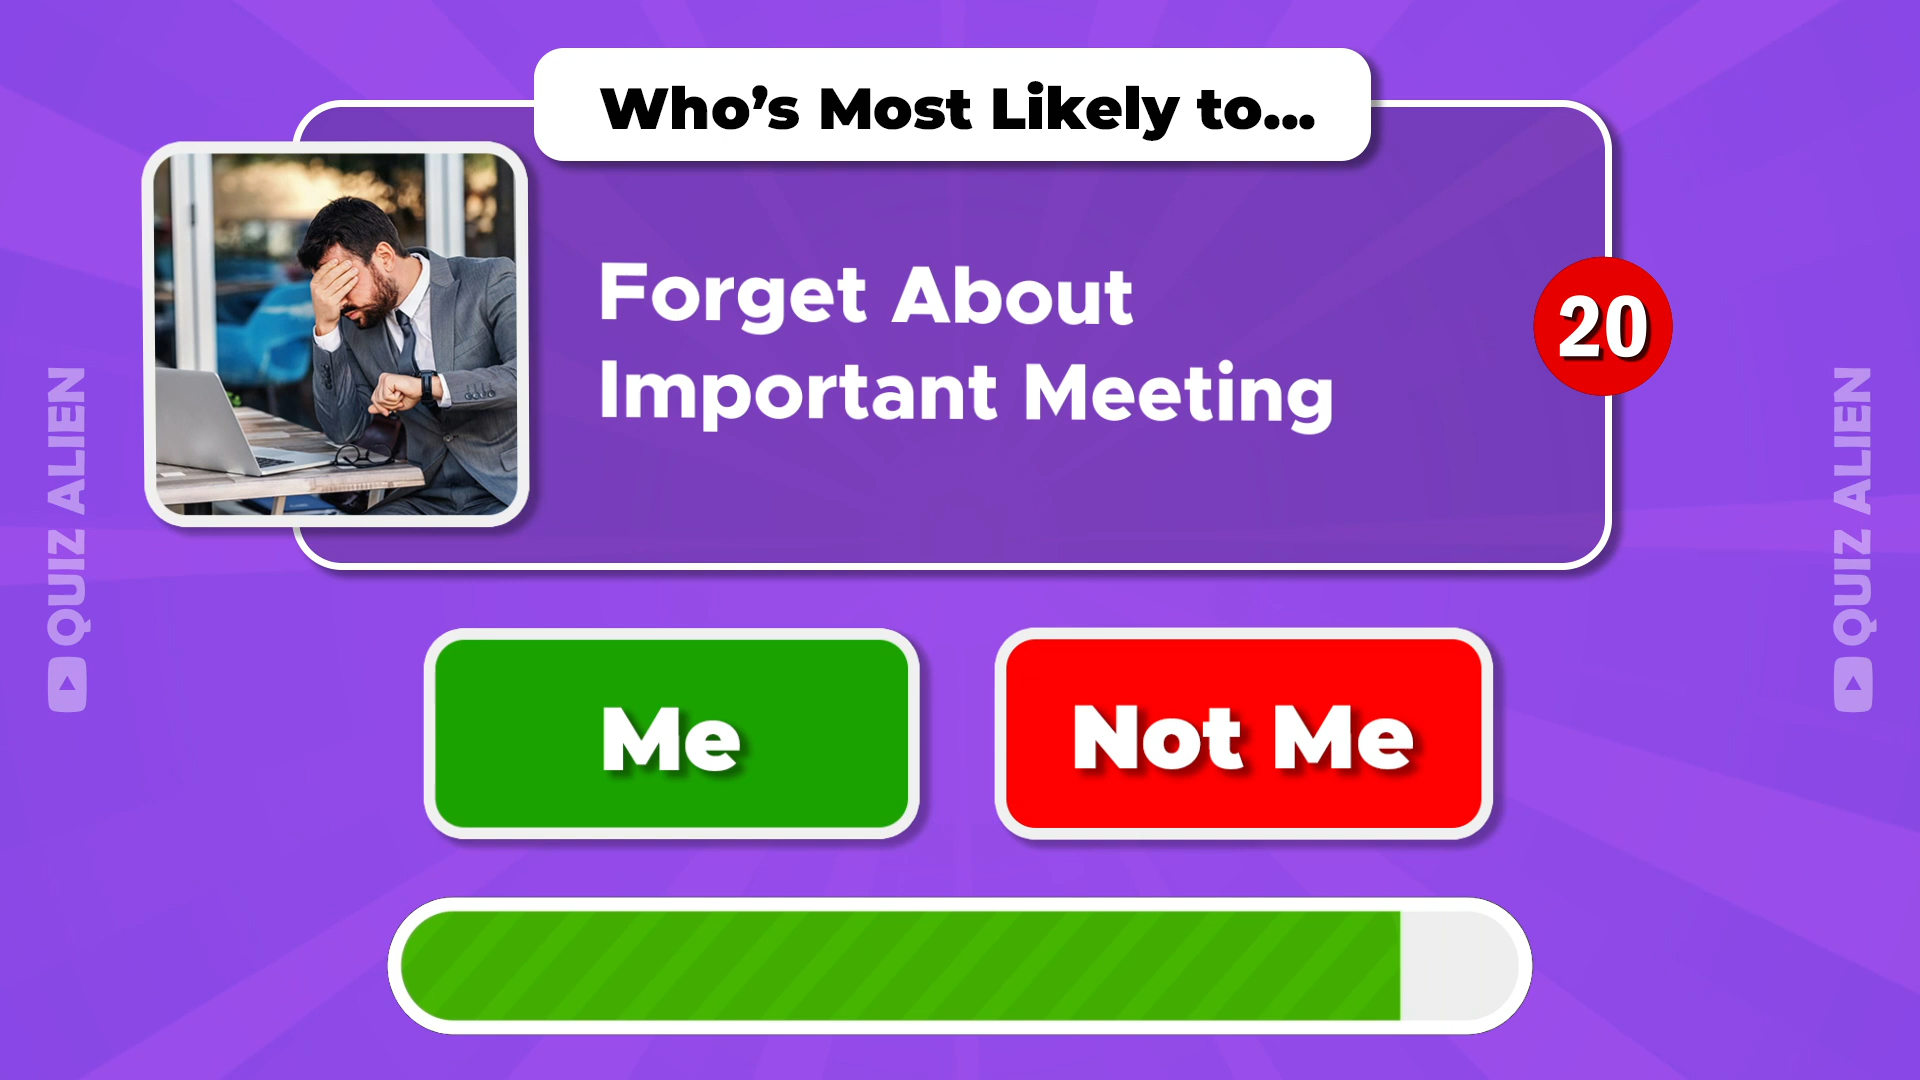 Who's Most Likely to...
Forget About
Important Meeting
20
QUIZ ALIEN
QUIZ ALIEN
Me
Not Me